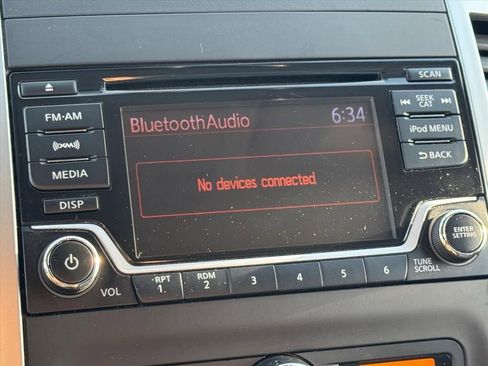 SCAN
FM-AM
BluetoothAudio 6:34
SEEK
CAT
((XM))
iPod MENU
No devices connected
MEDIA
BACK
DISP
ENTER
SETTING
VOL
RPT
1
RDM
2
3
4
5
6
TUNE
SCROLL